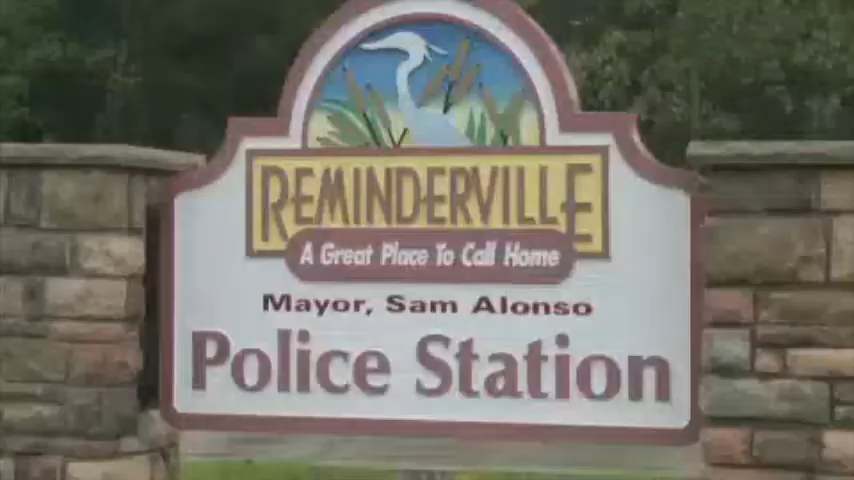 REMINDERVILLE
A Great Place To Call Home
Mayor, Sam Alonso
Police Station